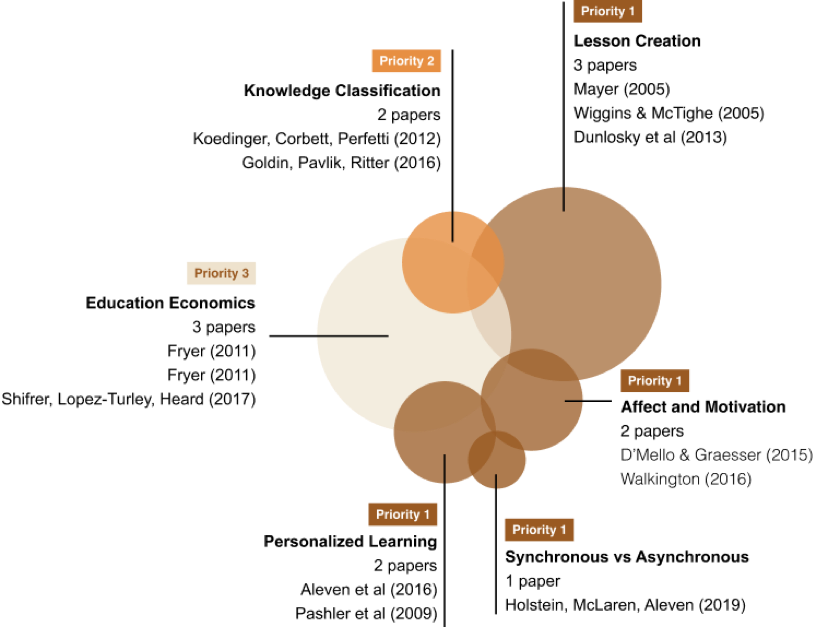 Priority 1
Lesson Creation
3 papers
Mayer (2005)
Wiggins & McTighe (2005)
Dunlosky et al (2013)
Priority 2
Knowledge Classification
2 papers
Koedinger, Corbett, Perfetti (2012)
Goldin, Pavlik, Ritter (2016)
Priority 3
Education Economics
3 papers
Fryer (2011)
Fryer (2011)
Shifrer, Lopez-Turley, Heard (2017)
Priority 1
Affect and Motivation
2 papers
D’Mello & Graesser (2015)
Walkington (2016)
Priority 1
Personalized Learning
2 papers
Aleven et al (2016)
Pashler et al (2009)
Priority 1
Synchronous vs Asynchronous
1 paper
Holstein, McLaren, Aleven (2019)